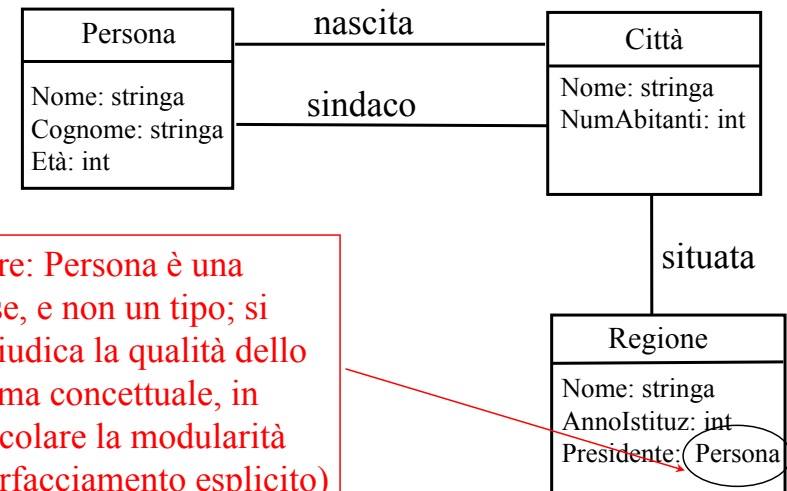 Persona
nascita
Città
Nome: stringa
Cognome: stringa
Età: int
sindaco
Nome: stringa
NumAbitanti: int
situata
re: Persona è una
se, e non un tipo; si
iudica la qualità dello
ma concettuale, in
colare la modularità
rfacciamento esplicito)
Regione
Nome: stringa
AnnoIstituz: int
Presidente: Persona